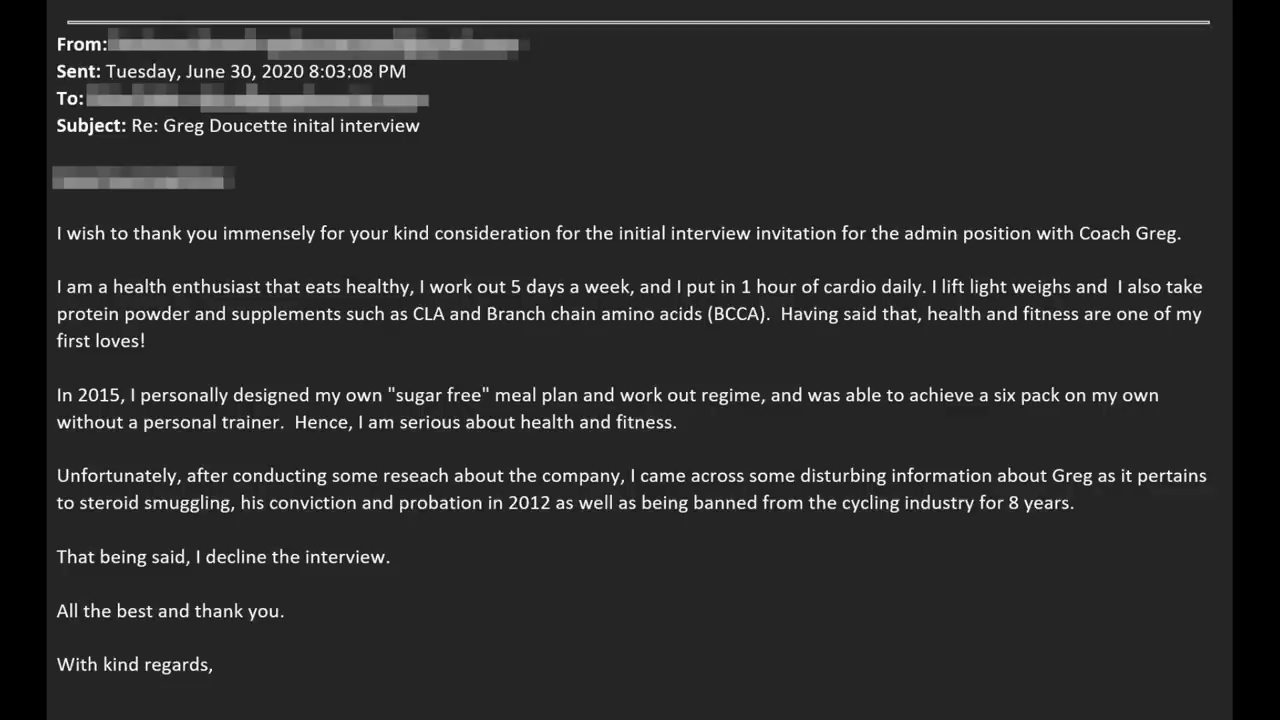 From:
Sent: Tuesday, June 30, 2020 8:03:08 PM
To:
Subject: Re: Greg Doucette inital interview
I wish to thank you immensely for your kind consideration for the initial interview invitation for the admin position with Coach Greg.
I am a health enthusiast that eats healthy, I work out 5 days a week, and I put in 1 hour of cardio daily. I lift light weighs and  I also take
protein powder and supplements such as CLA and Branch chain amino acids (BCCA).  Having said that, health and fitness are one of my
first loves!
In 2015, I personally designed my own "sugar free" meal plan and work out regime, and was able to achieve a six pack on my own
without a personal trainer.  Hence, I am serious about health and fitness.
Unfortunately, after conducting some reseach about the company, I came across some disturbing information about Greg as it pertains
to steroid smuggling, his conviction and probation in 2012 as well as being banned from the cycling industry for 8 years.
That being said, I decline the interview.
All the best and thank you.
With kind regards,